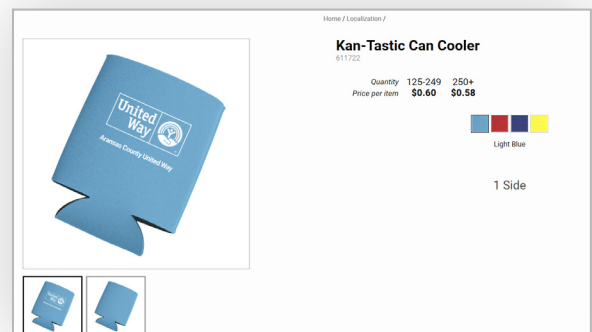 Home / Localization /
Kan-Tastic Can Cooler
611722
Quantity 125-249 250+
Price per item $0.60 $0.58
Light Blue
1 Side
United
Way
Aransas County United Way